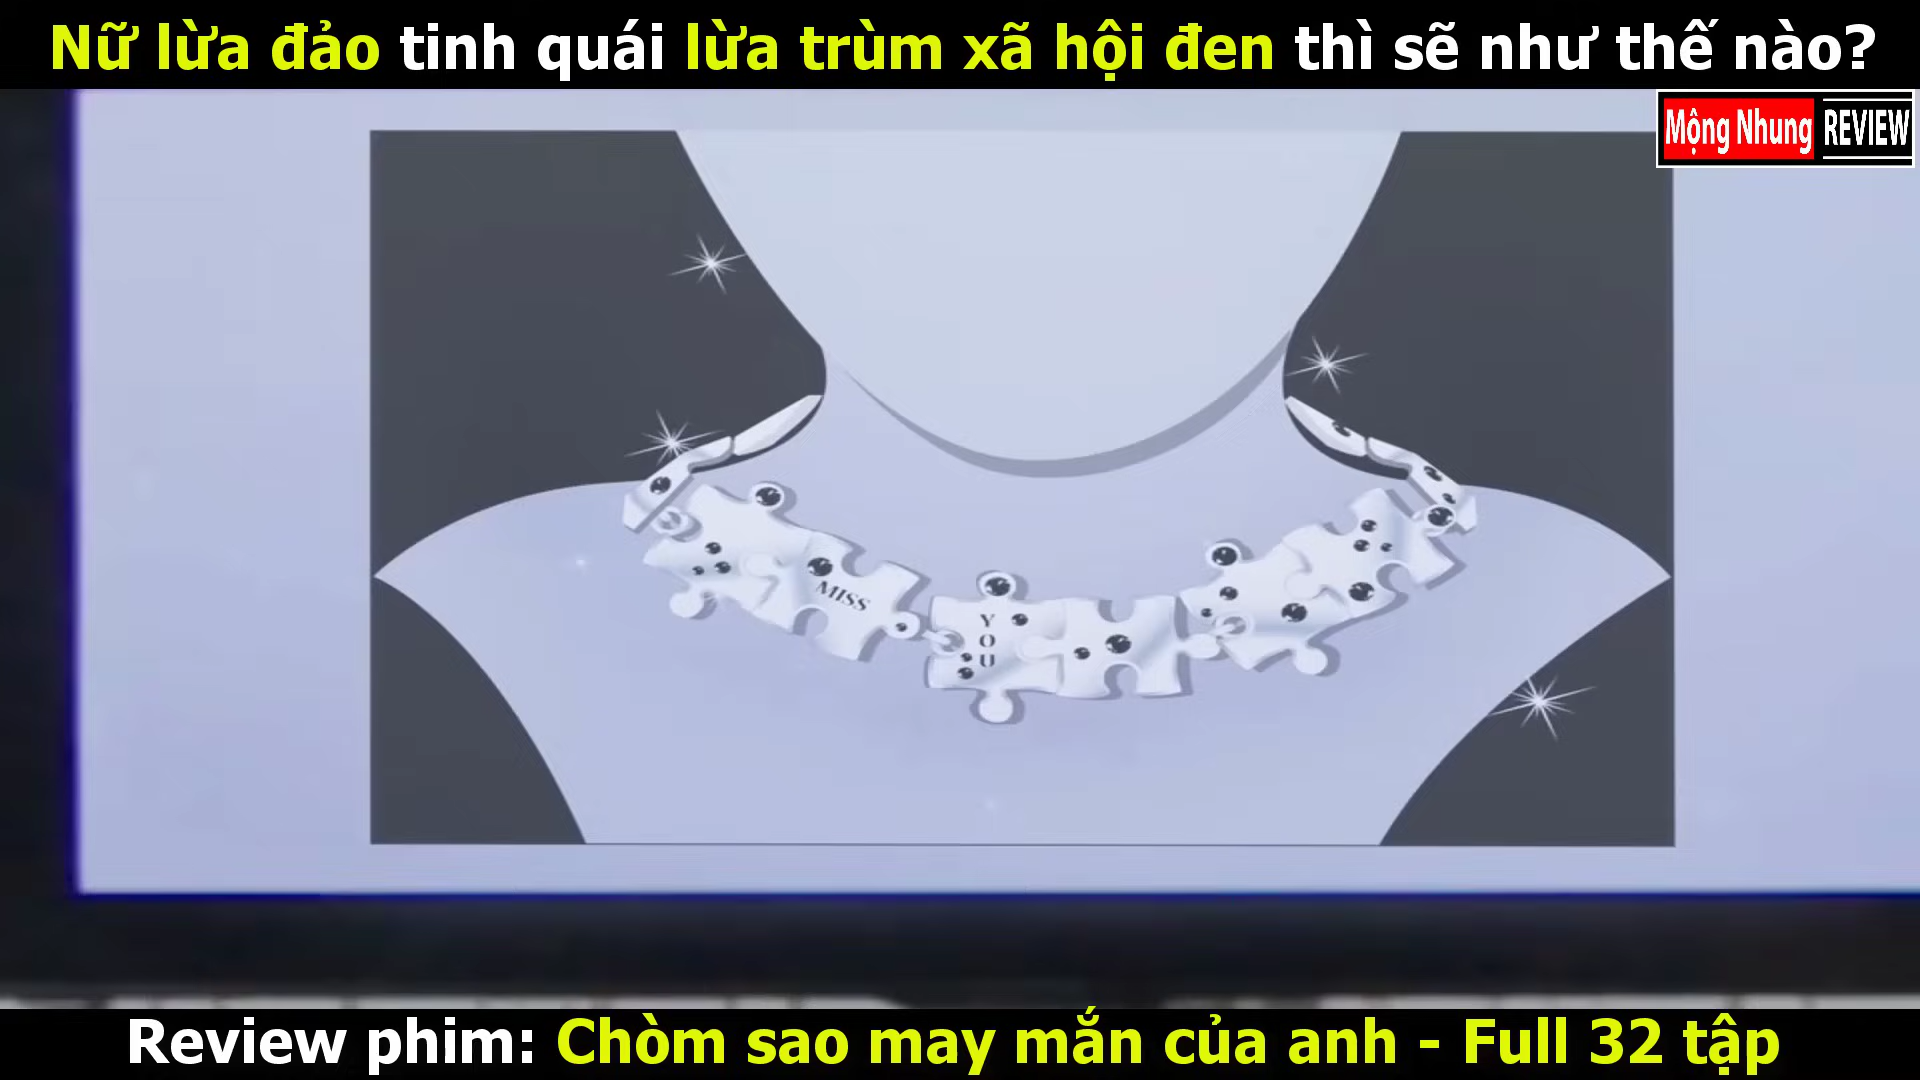 Nữ lừa đảo tinh quái lừa trùm xã hội đen thì sẽ như thế nào?
Mộng Nhung REVIEW
MISS
YOU
Review phim: Chòm sao may mắn của anh - Full 32 tập